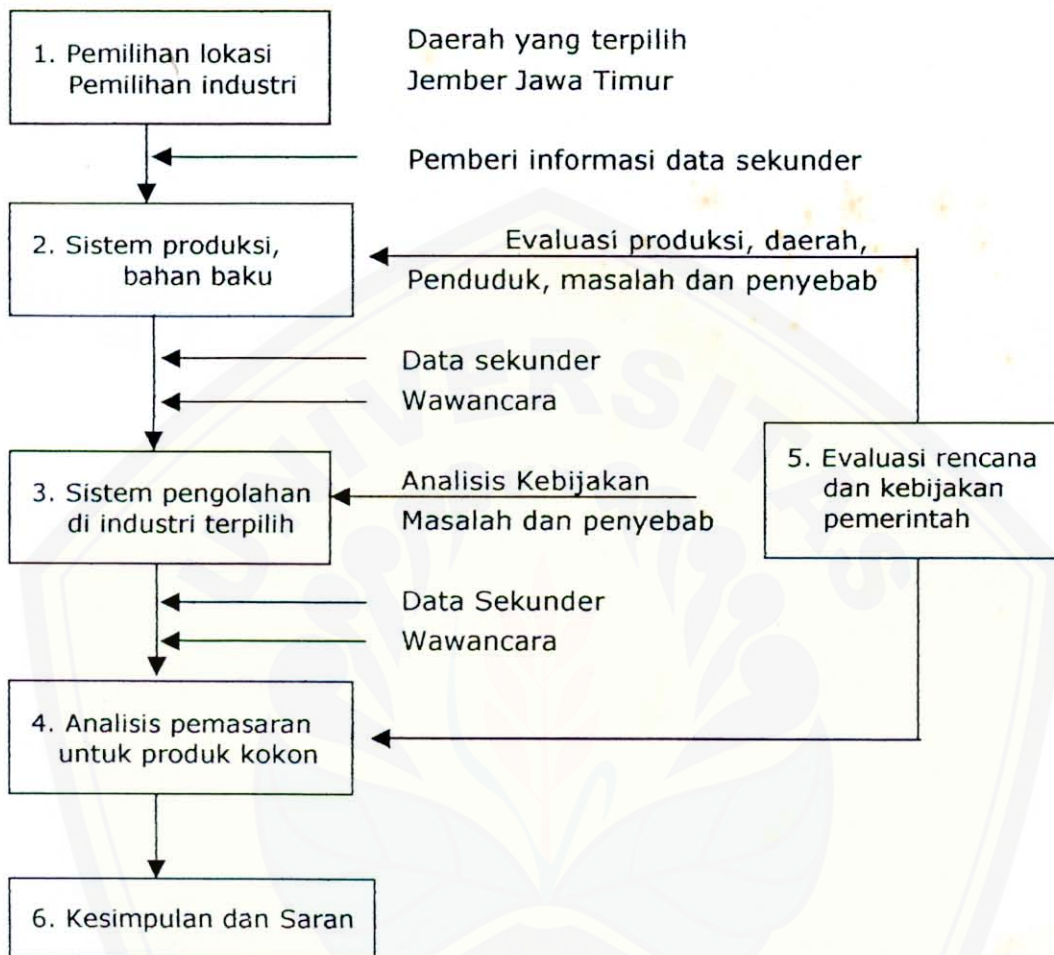 1. Pemilihan lokasi
Pemilihan industri
Daerah yang terpilih
Jember Jawa Timur
Pemberi informasi data sekunder
2. Sistem produksi,
bahan baku
Evaluasi produksi, daerah,
Penduduk, masalah dan penyebab
Data sekunder
Wawancara
3. Sistem pengolahan
di industri terpilih
Analisis Kebijakan
Masalah dan penyebab
5. Evaluasi rencana
dan kebijakan
pemerintah
Data Sekunder
Wawancara
4. Analisis pemasaran
untuk produk kokon
6. Kesimpulan dan Saran
UNIVERSITAS